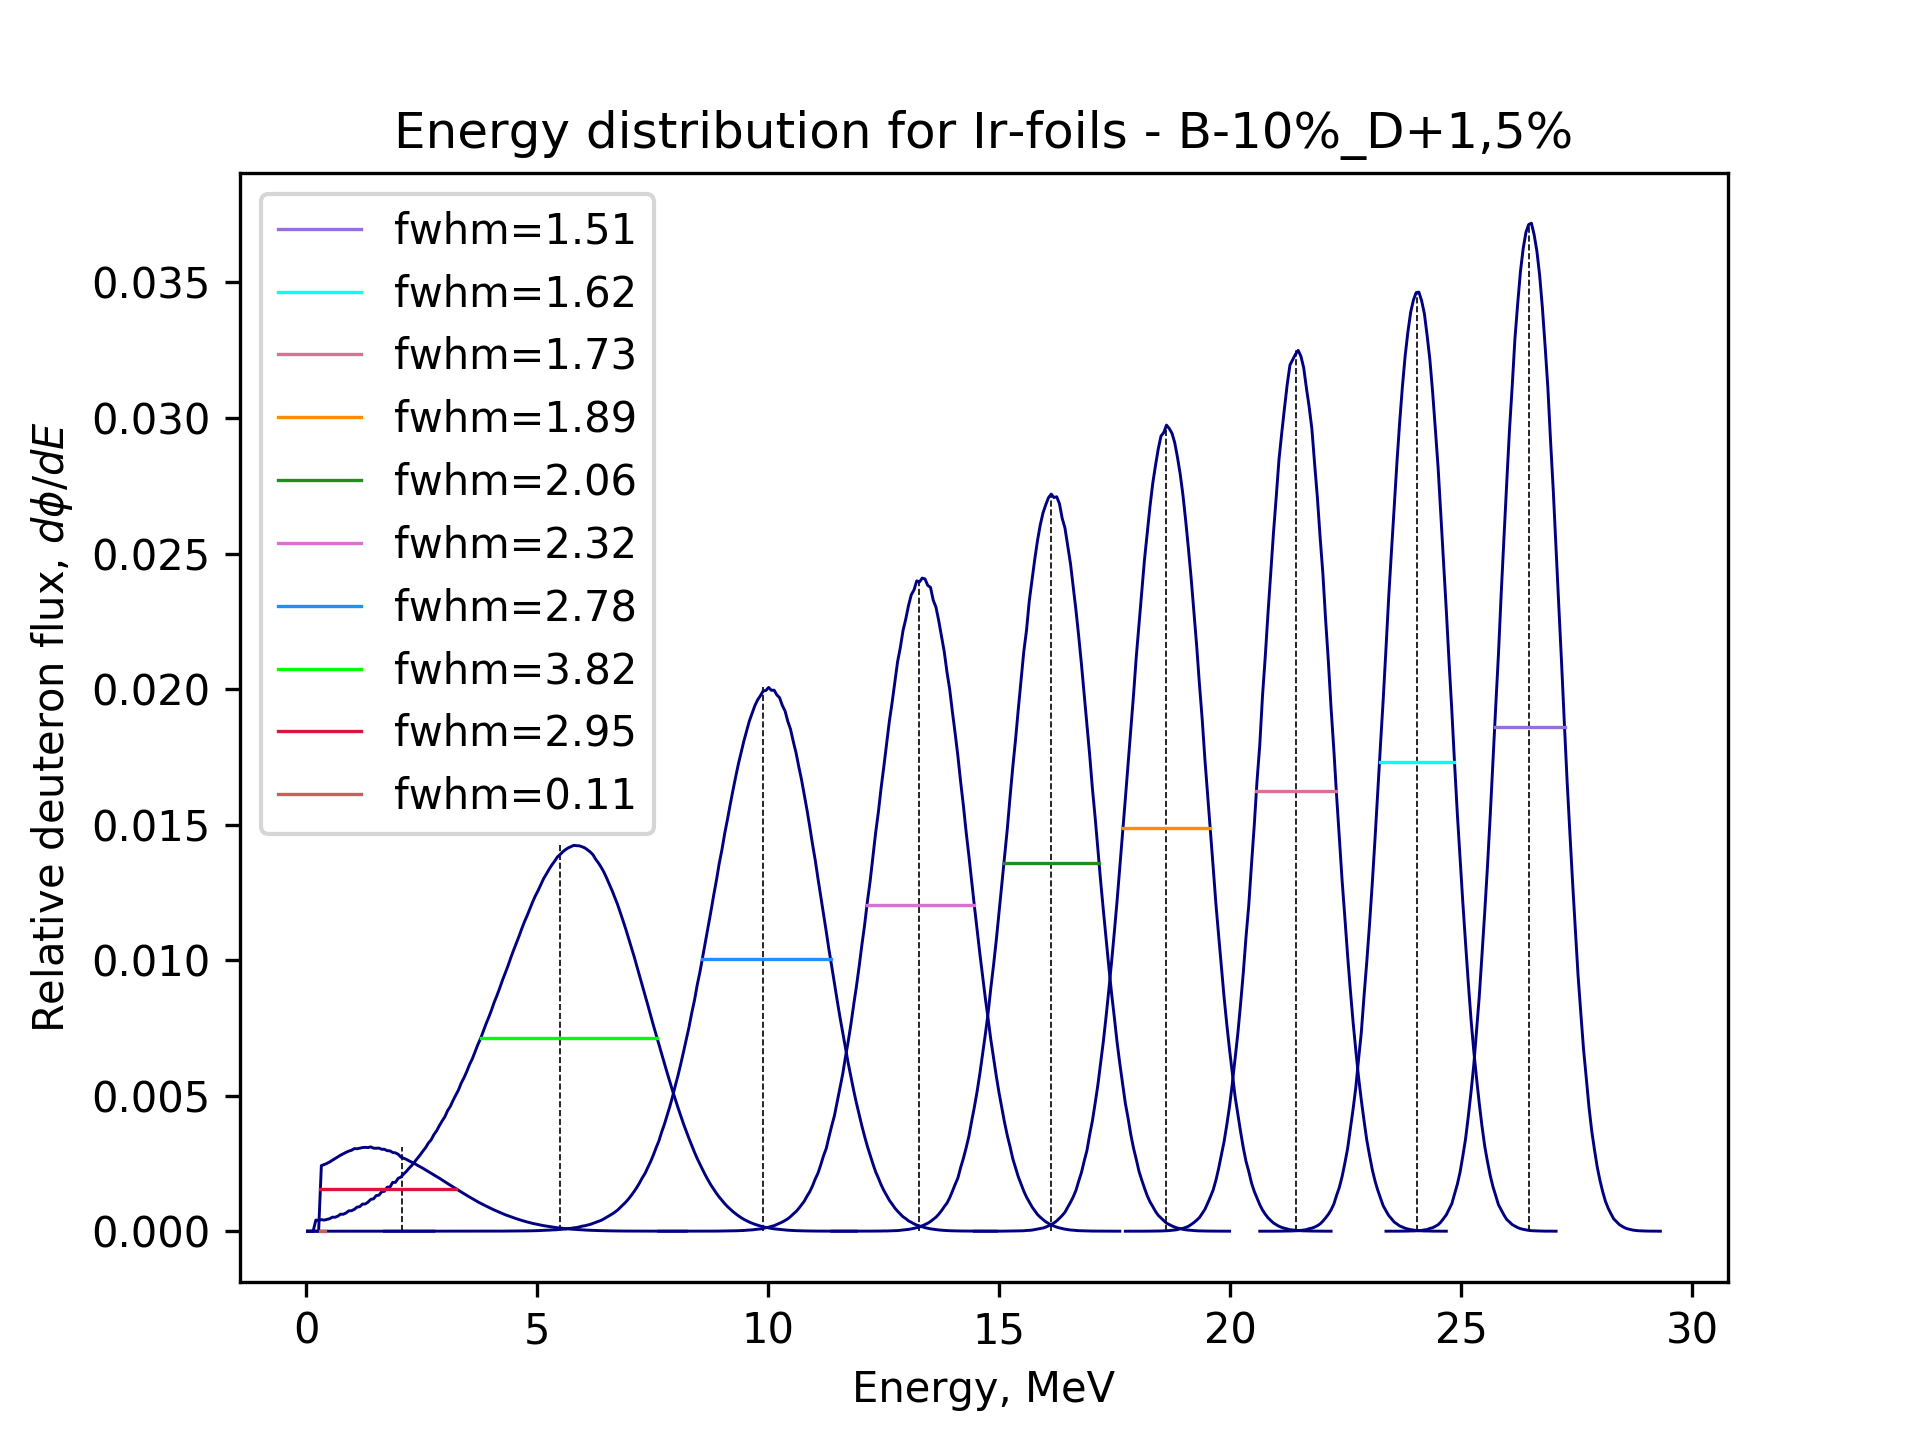 Energy distribution for Ir-foils - B-10%_D+1,5%
fwhm=1.51
fwhm=1.62
fwhm=1.73
fwhm=1.89
fwhm=2.06
fwhm=2.32
fwhm=2.78
fwhm=3.82
fwhm=2.95
fwhm=0.11
Relative deuteron flux, dϕ/dE
0.035
0.030
0.025
0.020
0.015
0.010
0.005
0.000
0 5 10 15 20 25 30
Energy, MeV